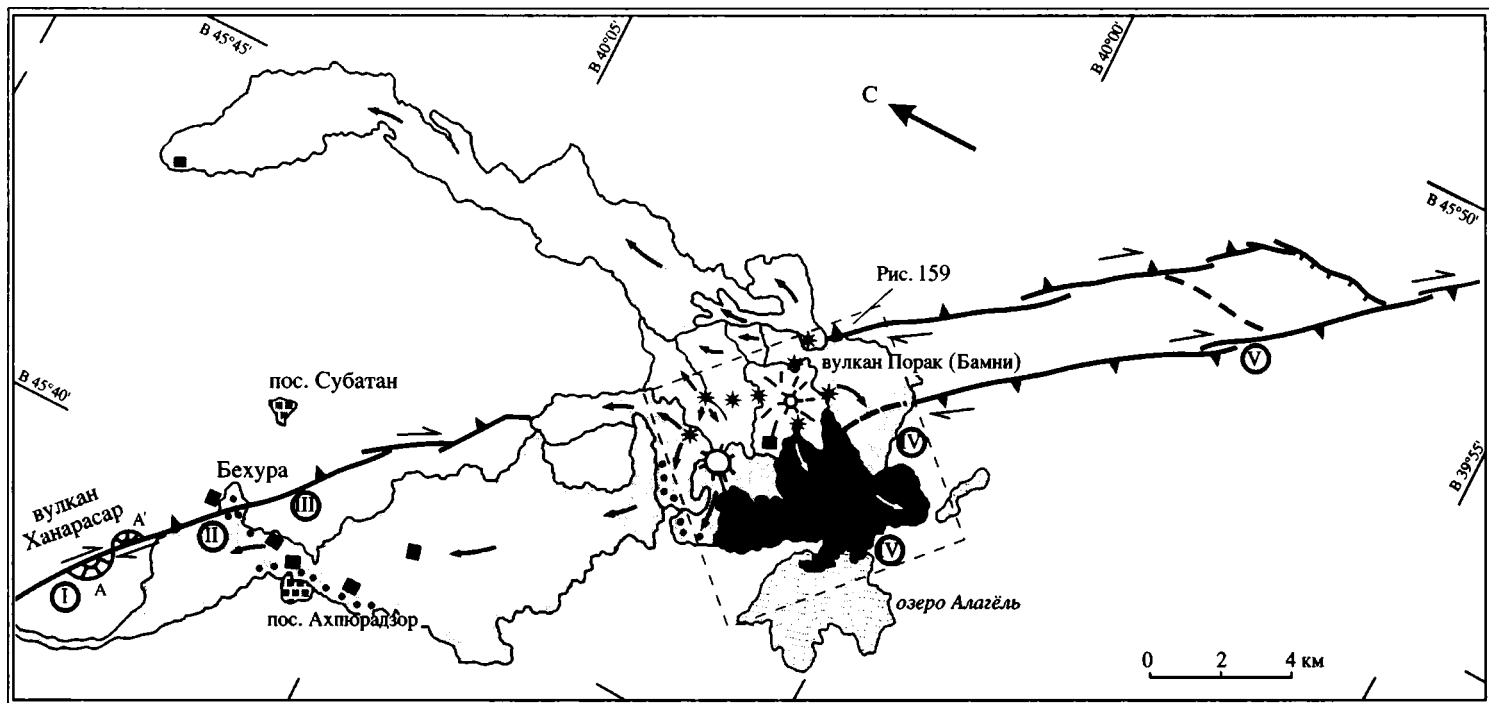 В 45°45'
В 40°05'
В 40°00'
С
В 45°50'
Рис. 159
вулкан Порак (Бамни)
V
В 45°40'
пос. Субатан
IV
Бехура
III
В 39°55'
вулкан
Ханарасар
A'
II
V
I
A
пос. Ахпюрадзор
озеро Алагёль
0 2 4 км